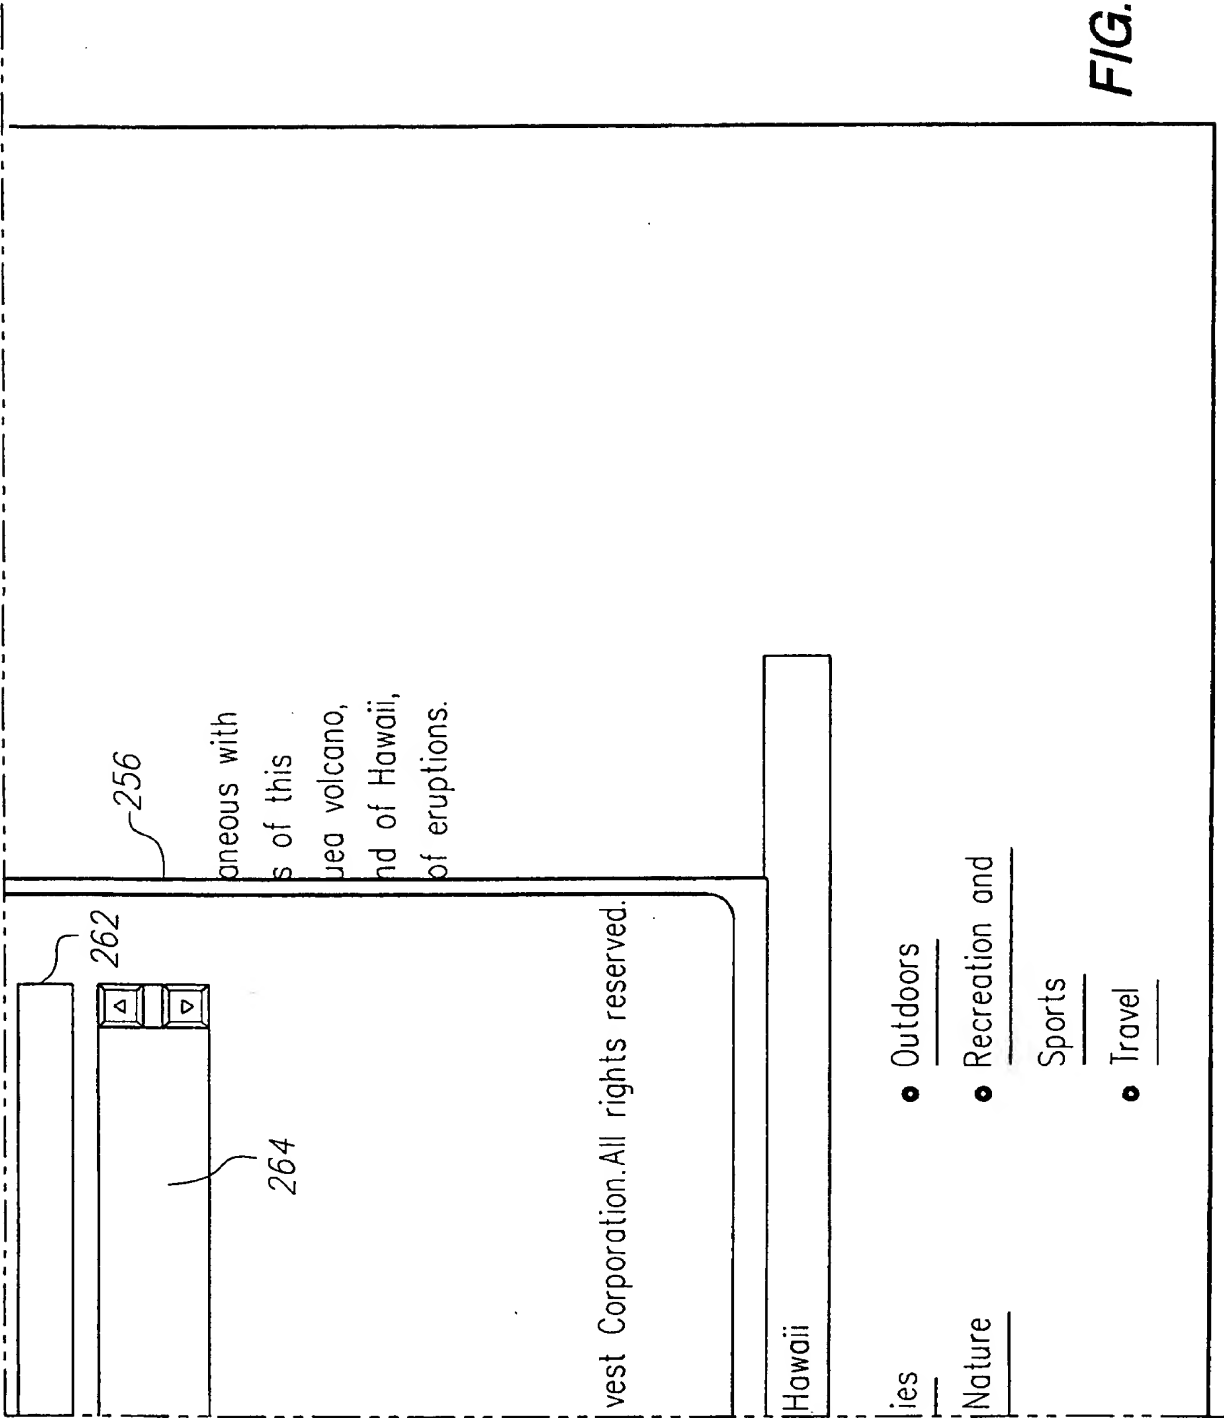 262
264
256
aneous with
s of this
uea volcano,
nd of Hawaii,
of eruptions.
vest Corporation.All rights reserved.
Hawaii
ies
Nature
Outdoors
Recreation and
Sports
Travel
FIG.